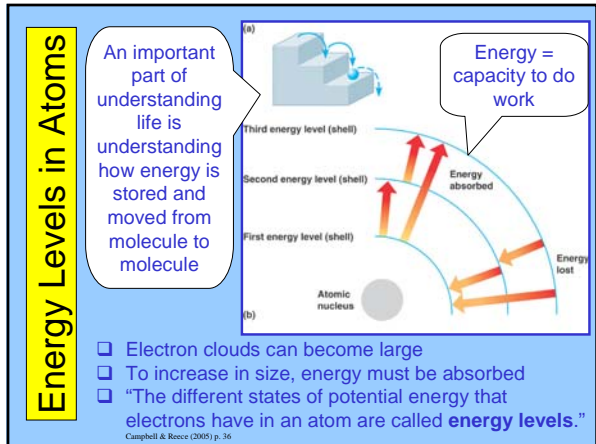 Energy Levels in Atoms
An important
part of
understanding
life is
understanding
how energy is
stored and
moved from
molecule to
molecule
(a)
Energy =
capacity to do
work
Third energy level (shell)
Second energy level (shell)
Energy
absorbed
First energy level (shell)
Energy
lost
Atomic
nucleus
(b)
Electron clouds can become large
To increase in size, energy must be absorbed
“The different states of potential energy that
electrons have in an atom are called energy levels.”
Campbell & Reece (2005) p. 36